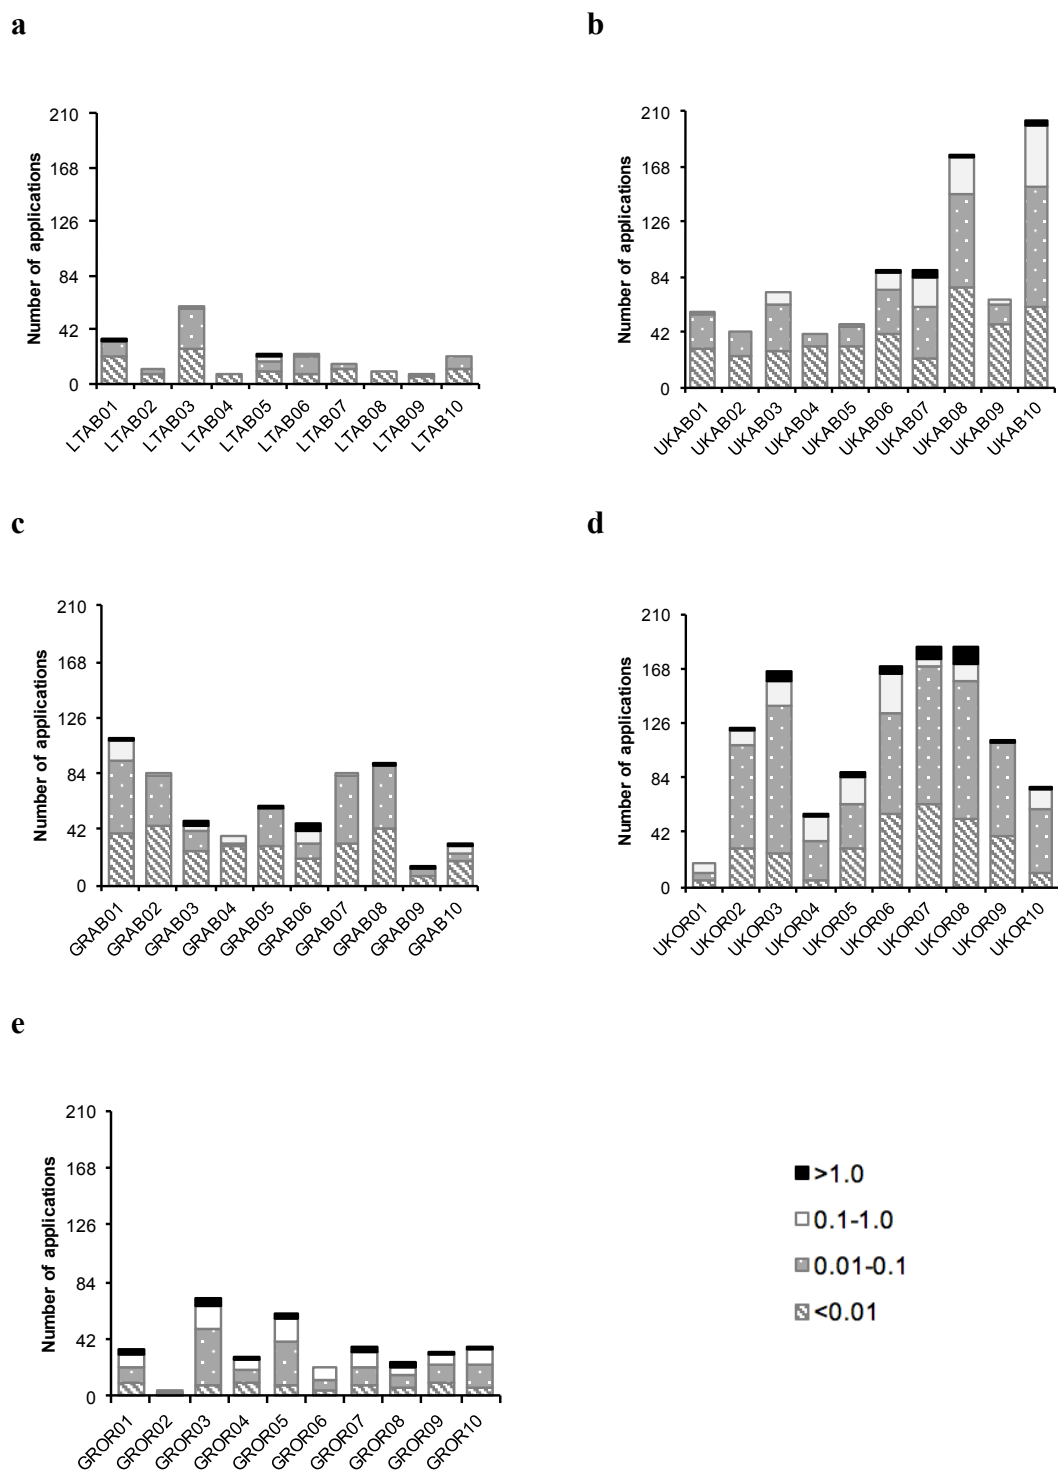 a
b
210
168
126
84
42
0
Number of applications
LTAB01
LTAB02
LTAB03
LTAB04
LTAB05
LTAB06
LTAB07
LTAB08
LTAB09
LTAB10
210
168
126
84
42
0
Number of applications
UKAB01
UKAB02
UKAB03
UKAB04
UKAB05
UKAB06
UKAB07
UKAB08
UKAB09
UKAB10
c
d
210
168
126
84
42
0
Number of applications
GRAB01
GRAB02
GRAB03
GRAB04
GRAB05
GRAB06
GRAB07
GRAB08
GRAB09
GRAB10
210
168
126
84
42
0
Number of applications
UKOR01
UKOR02
UKOR03
UKOR04
UKOR05
UKOR06
UKOR07
UKOR08
UKOR09
UKOR10
e
210
168
126
84
42
0
Number of applications
GROR01
GROR02
GROR03
GROR04
GROR05
GROR06
GROR07
GROR08
GROR09
GROR10
>1.0
0.1-1.0
0.01-0.1
<0.01